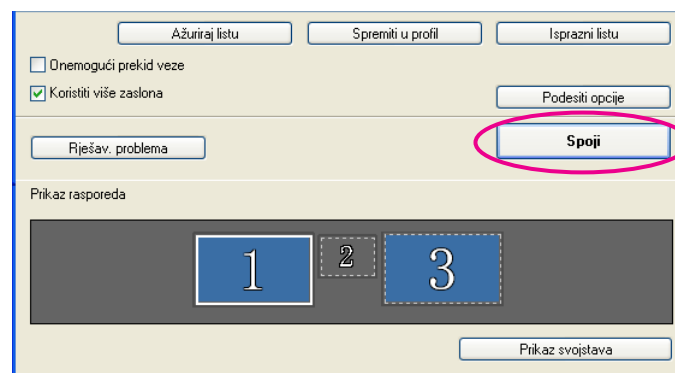 Ažuriraj listu Spremiti u profil Isprazni listu
Onemogući prekid veze
Koristiti više zaslona
Podesiti opcije
Rješav. problema Spoji
Prikaz rasporeda
1 2 3
Prikaz svojstava